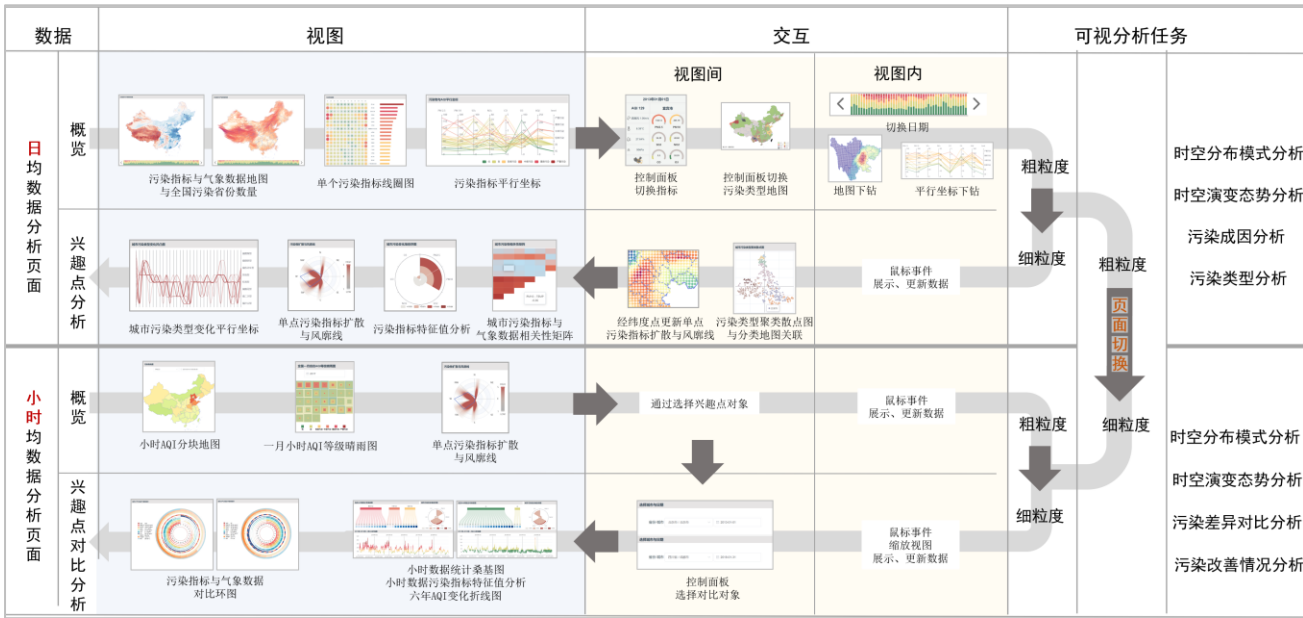 数据
视图
交互
可视分析任务
视图间
视图内
日均数据分析页面
概览
污染指标与气象数据地图
与全国污染省份数量
单个污染指标线圈图
污染指标平行坐标
控制面板
切换指标
控制面板切换
污染类型地图
切换日期
地图下钻
平行坐标下钻
粗粒度
细粒度
时空分布模式分析
时空演变态势分析
污染成因分析
污染类型分析
兴趣点分析
城市污染类型变化平行坐标
单点污染指标扩散
与风廓线
污染指标特征值分析
城市污染指标与
气象数据相关性矩阵
经纬度点更新单点
污染指标扩散与风廓线
污染类型聚类散点图
与分类地图关联
鼠标事件
展示、更新数据
粗粒度
页面切换
细粒度
小时均数据分析页面
概览
小时AQI分块地图
一月小时AQI等级晴雨图
单点污染指标扩散
与风廓线
通过选择兴趣点对象
鼠标事件
展示、更新数据
粗粒度
细粒度
时空分布模式分析
时空演变态势分析
污染差异对比分析
污染改善情况分析
兴趣点对比分析
污染指标与气象数据
对比环图
小时数据统计桑基图
小时数据污染指标特征值分析
六年AQI变化折线图
控制面板
选择对比对象
鼠标事件
缩放视图
展示、更新数据